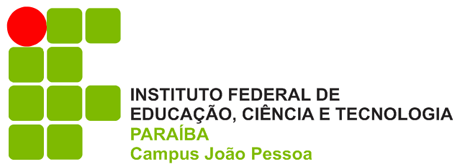 INSTITUTO FEDERAL DE
EDUCAÇÃO, CIÊNCIA E TECNOLOGIA
PARAÍBA
Campus João Pessoa